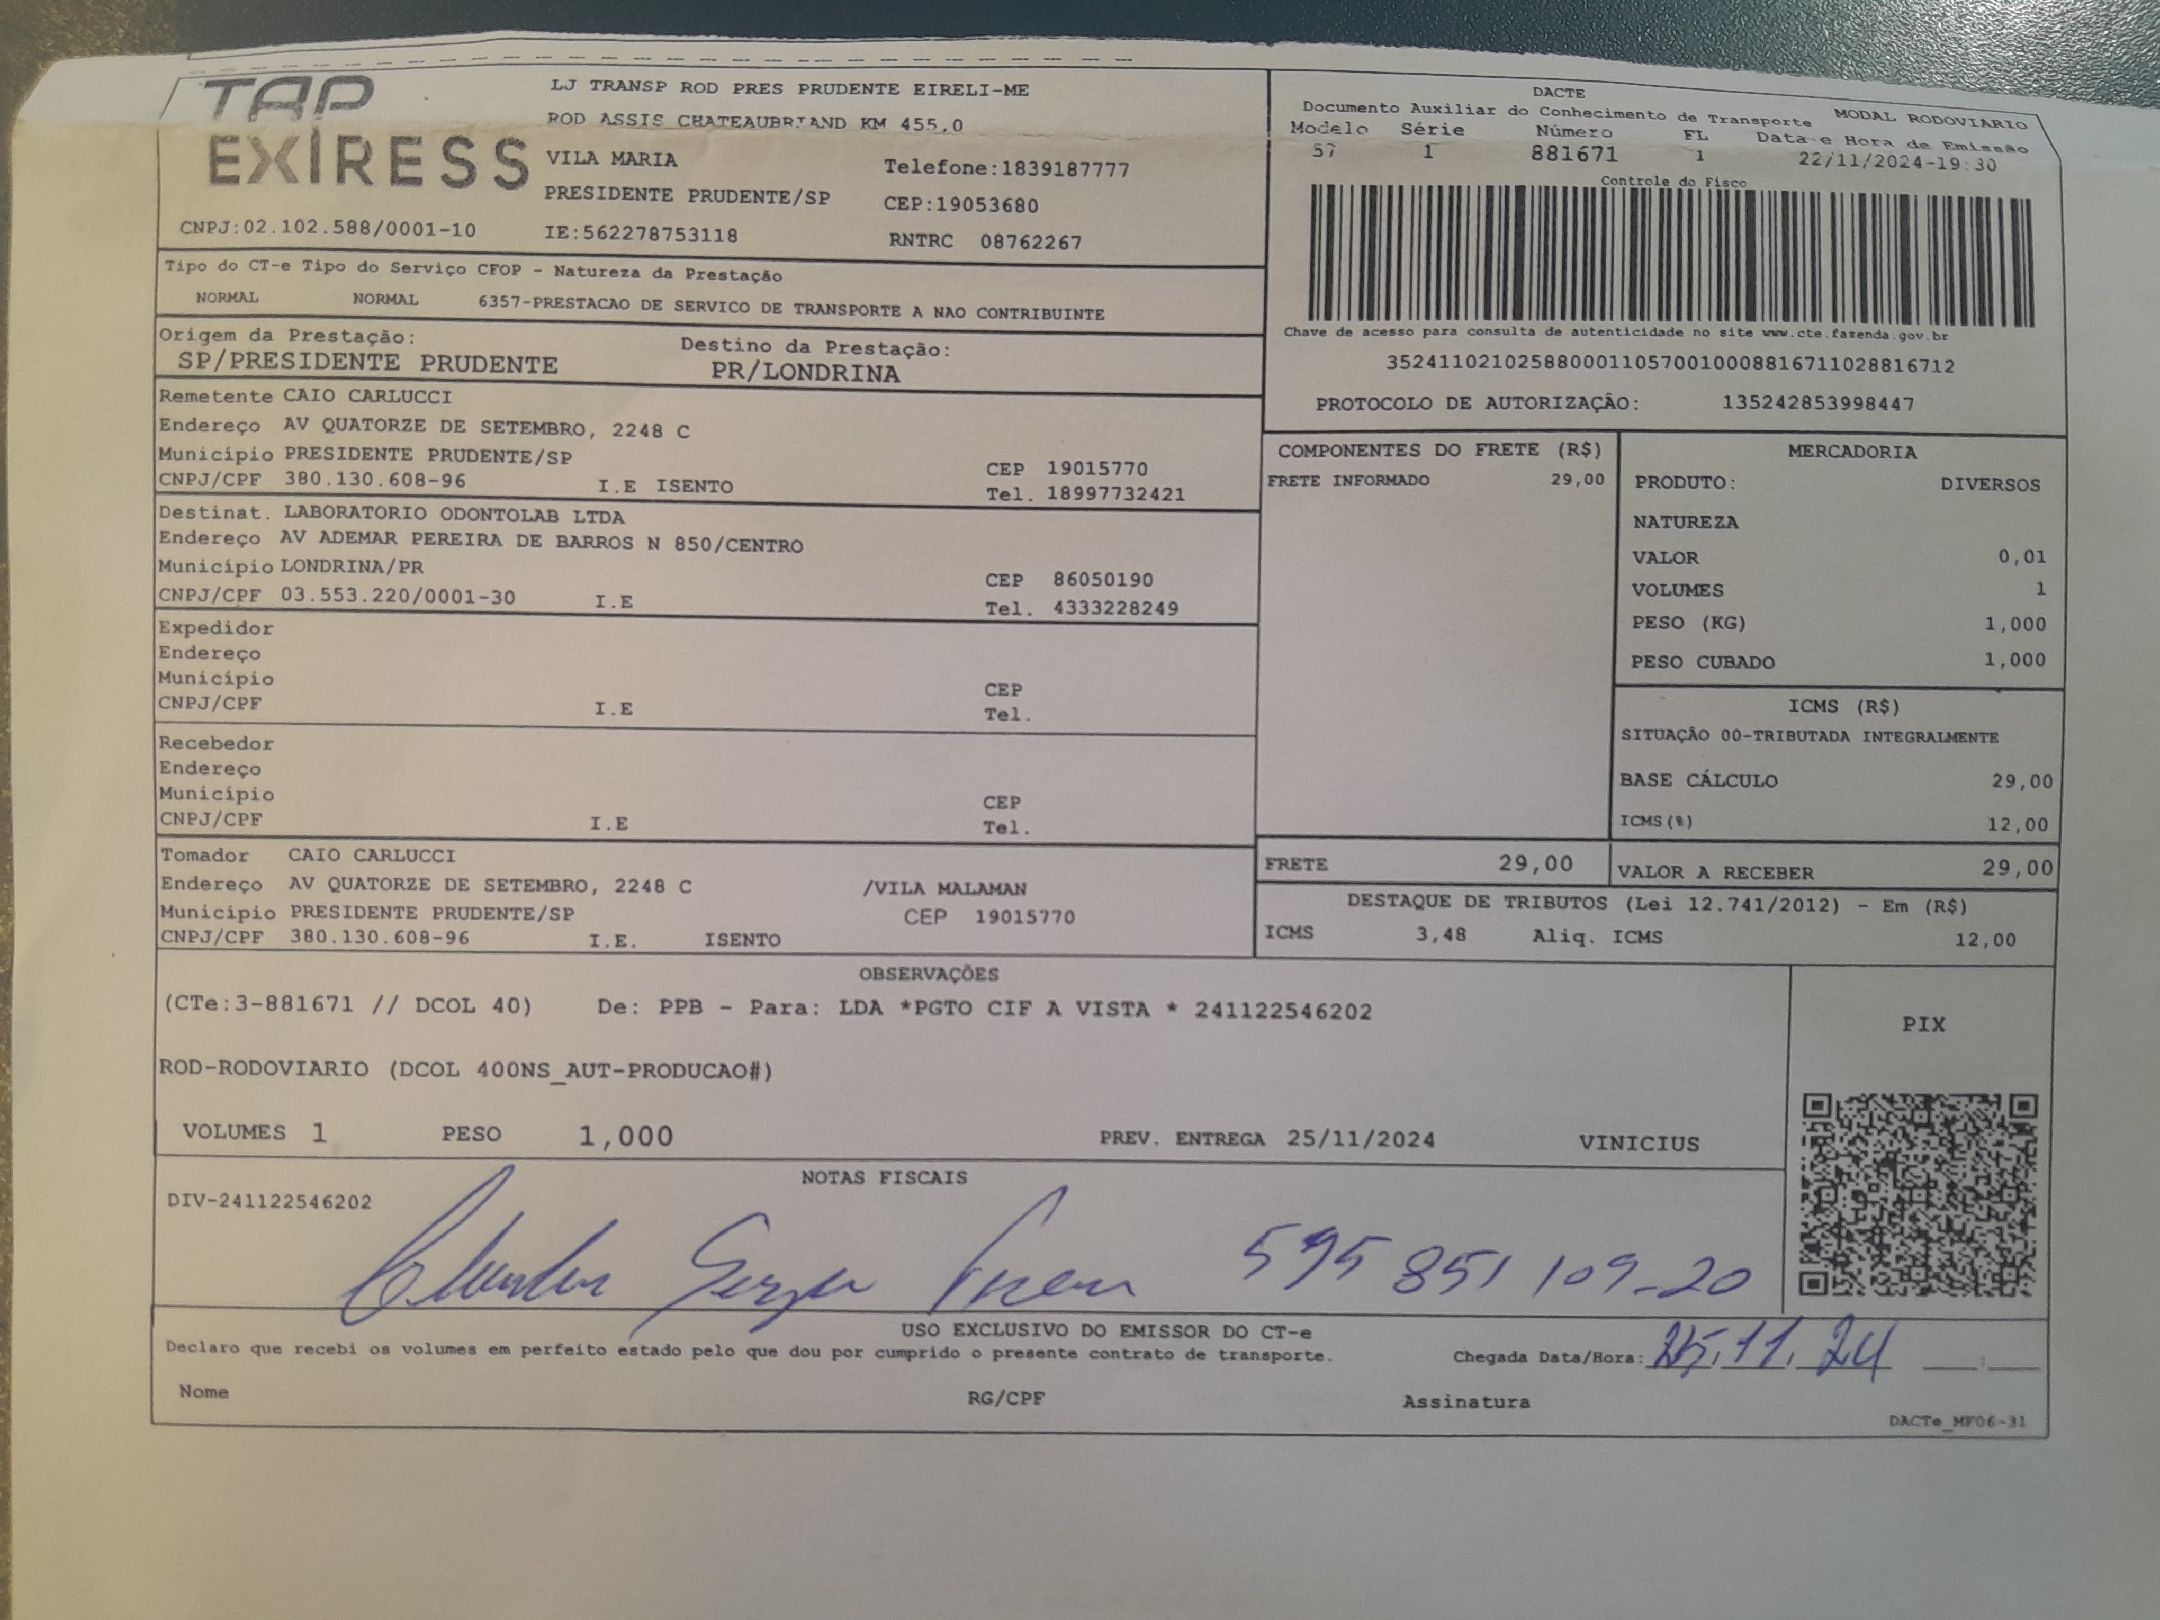 TAP
EXPRESS
LJ TRANSP ROD PRES PRUDENTE EIRELI-ME
ROD ASSIS CHATEAUBRIAND KM 455,0
VILA MARIA
Telefone:1839187777
PRESIDENTE PRUDENTE/SP
CEP:19053680
CNPJ:02.102.588/0001-10
IE:562278753118
RNTRC 08762267
DACTE
Documento Auxiliar do Conhecimento de Transporte MODAL RODOVIÁRIO
Modelo Série Número FL Data e Hora de Emissão
57 1 881671 1 22/11/2024-19:30
Controle do Fisco
Chave de acesso para consulta de autenticidade no site www.cte.fazenda.gov.br
35241102102588000110570010008816711028816712
PROTOCOLO DE AUTORIZAÇÃO: 135242853998447
Tipo do CT-e Tipo do Serviço CFOP - Natureza da Prestação
NORMAL NORMAL 6357-PRESTACAO DE SERVICO DE TRANSPORTE A NAO CONTRIBUINTE
Origem da Prestação: Destino da Prestação:
SP/PRESIDENTE PRUDENTE PR/LONDRINA
Remetente CAIO CARLUCCI
Endereço AV QUATORZE DE SETEMBRO, 2248 C
Município PRESIDENTE PRUDENTE/SP CEP 19015770
CNPJ/CPF 380.130.608-96 I.E ISENTO Tel. 18997732421
Destinat. LABORATORIO ODONTOLAB LTDA
Endereço AV ADEMAR PEREIRA DE BARROS N 850/CENTRO
Município LONDRINA/PR CEP 86050190
CNPJ/CPF 03.553.220/0001-30 I.E Tel. 4333228249
Expedidor
Endereço
Município CEP
CNPJ/CPF I.E Tel.
Recebedor
Endereço
Município CEP
CNPJ/CPF I.E Tel.
Tomador CAIO CARLUCCI
Endereço AV QUATORZE DE SETEMBRO, 2248 C /VILA MALAMAN
Município PRESIDENTE PRUDENTE/SP CEP 19015770
CNPJ/CPF 380.130.608-96 I.E. ISENTO
COMPONENTES DO FRETE (R$)
FRETE INFORMADO 29,00
MERCADORIA
PRODUTO: DIVERSOS
NATUREZA
VALOR 0,01
VOLUMES 1
PESO (KG) 1,000
PESO CUBADO 1,000
ICMS (R$)
SITUAÇÃO 00-TRIBUTADA INTEGRALMENTE
BASE CÁLCULO 29,00
ICMS(%) 12,00
FRETE 29,00 VALOR A RECEBER 29,00
DESTAQUE DE TRIBUTOS (Lei 12.741/2012) - Em (R$)
ICMS 3,48 Aliq. ICMS 12,00
OBSERVAÇÕES
(CTe:3-881671 // DCOL 40) De: PPB - Para: LDA *PGTO CIF A VISTA * 241122546202
ROD-RODOVIARIO (DCOL 400NS_AUT-PRODUCAO#)
VOLUMES 1 PESO 1,000 PREV. ENTREGA 25/11/2024 VINICIUS
PIX
NOTAS FISCAIS
DIV-241122546202
595 851 109-20
USO EXCLUSIVO DO EMISSOR DO CT-e
Declaro que recebi os volumes em perfeito estado pelo que dou por cumprido o presente contrato de transporte.
Chegada Data/Hora: 25.11.24
Nome RG/CPF Assinatura
DACTe_MF06-31